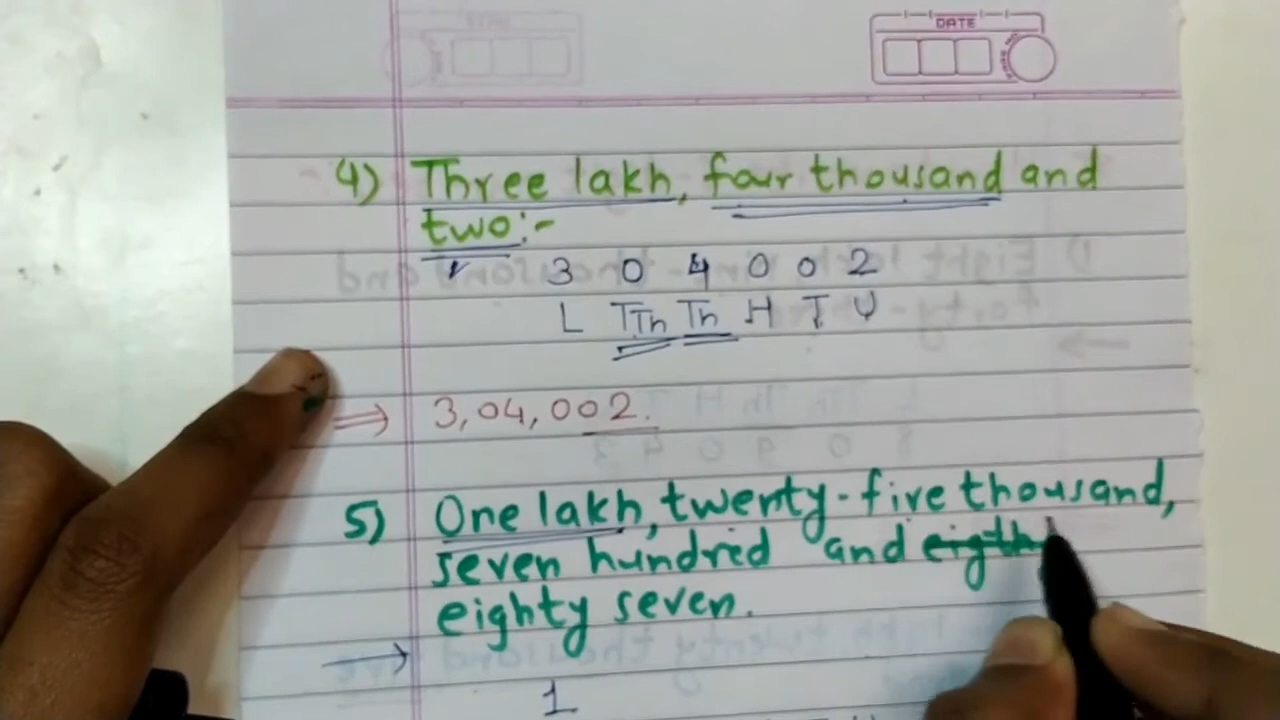 DATE
4) Three lakh, four thousand and
two:-
3 0 4 0 0 2
L TTh Th H T U
⇒ 3,04,002.
5) One lakh, twenty-five thousand,
seven hundred and
eighty seven.
→
1